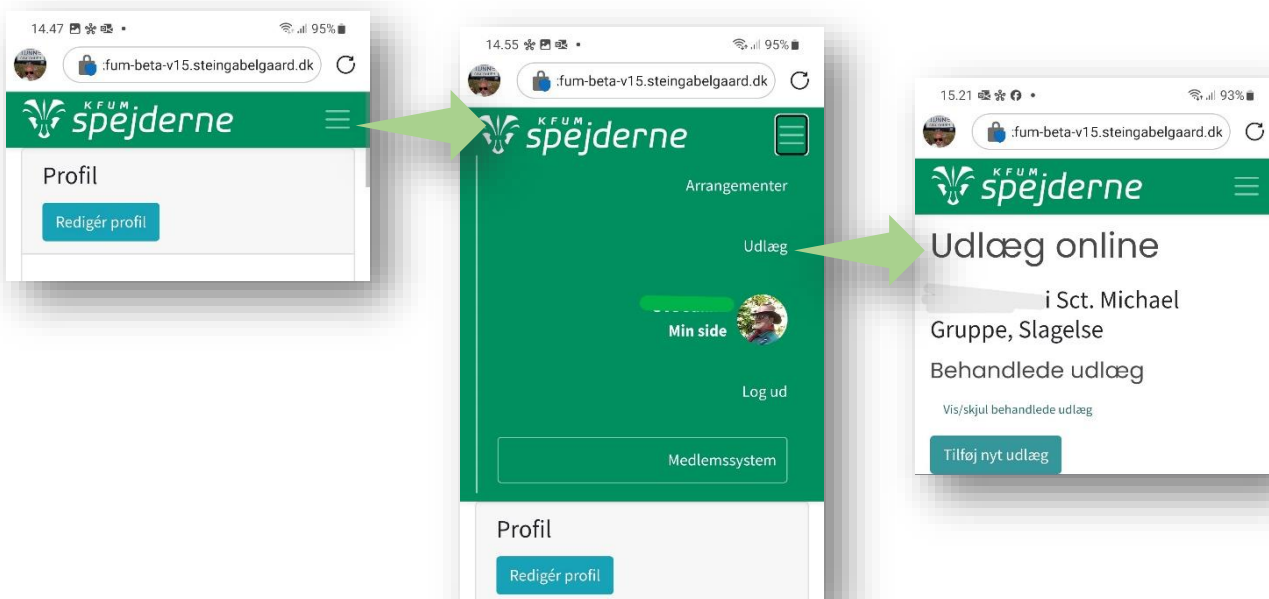 14.47
95%
:fum-beta-v15.steingabelgaard.dk
KFUM
spejderne
Profil
Redigér profil
14.55
95%
:fum-beta-v15.steingabelgaard.dk
KFUM
spejderne
Arrangementer
Udlæg
Min side
Log ud
Medlemssystem
Profil
Redigér profil
15.21
93%
:fum-beta-v15.steingabelgaard.dk
KFUM
spejderne
Udlæg online
i Sct. Michael
Gruppe, Slagelse
Behandlede udlæg
Vis/skjul behandlede udlæg
Tilføj nyt udlæg